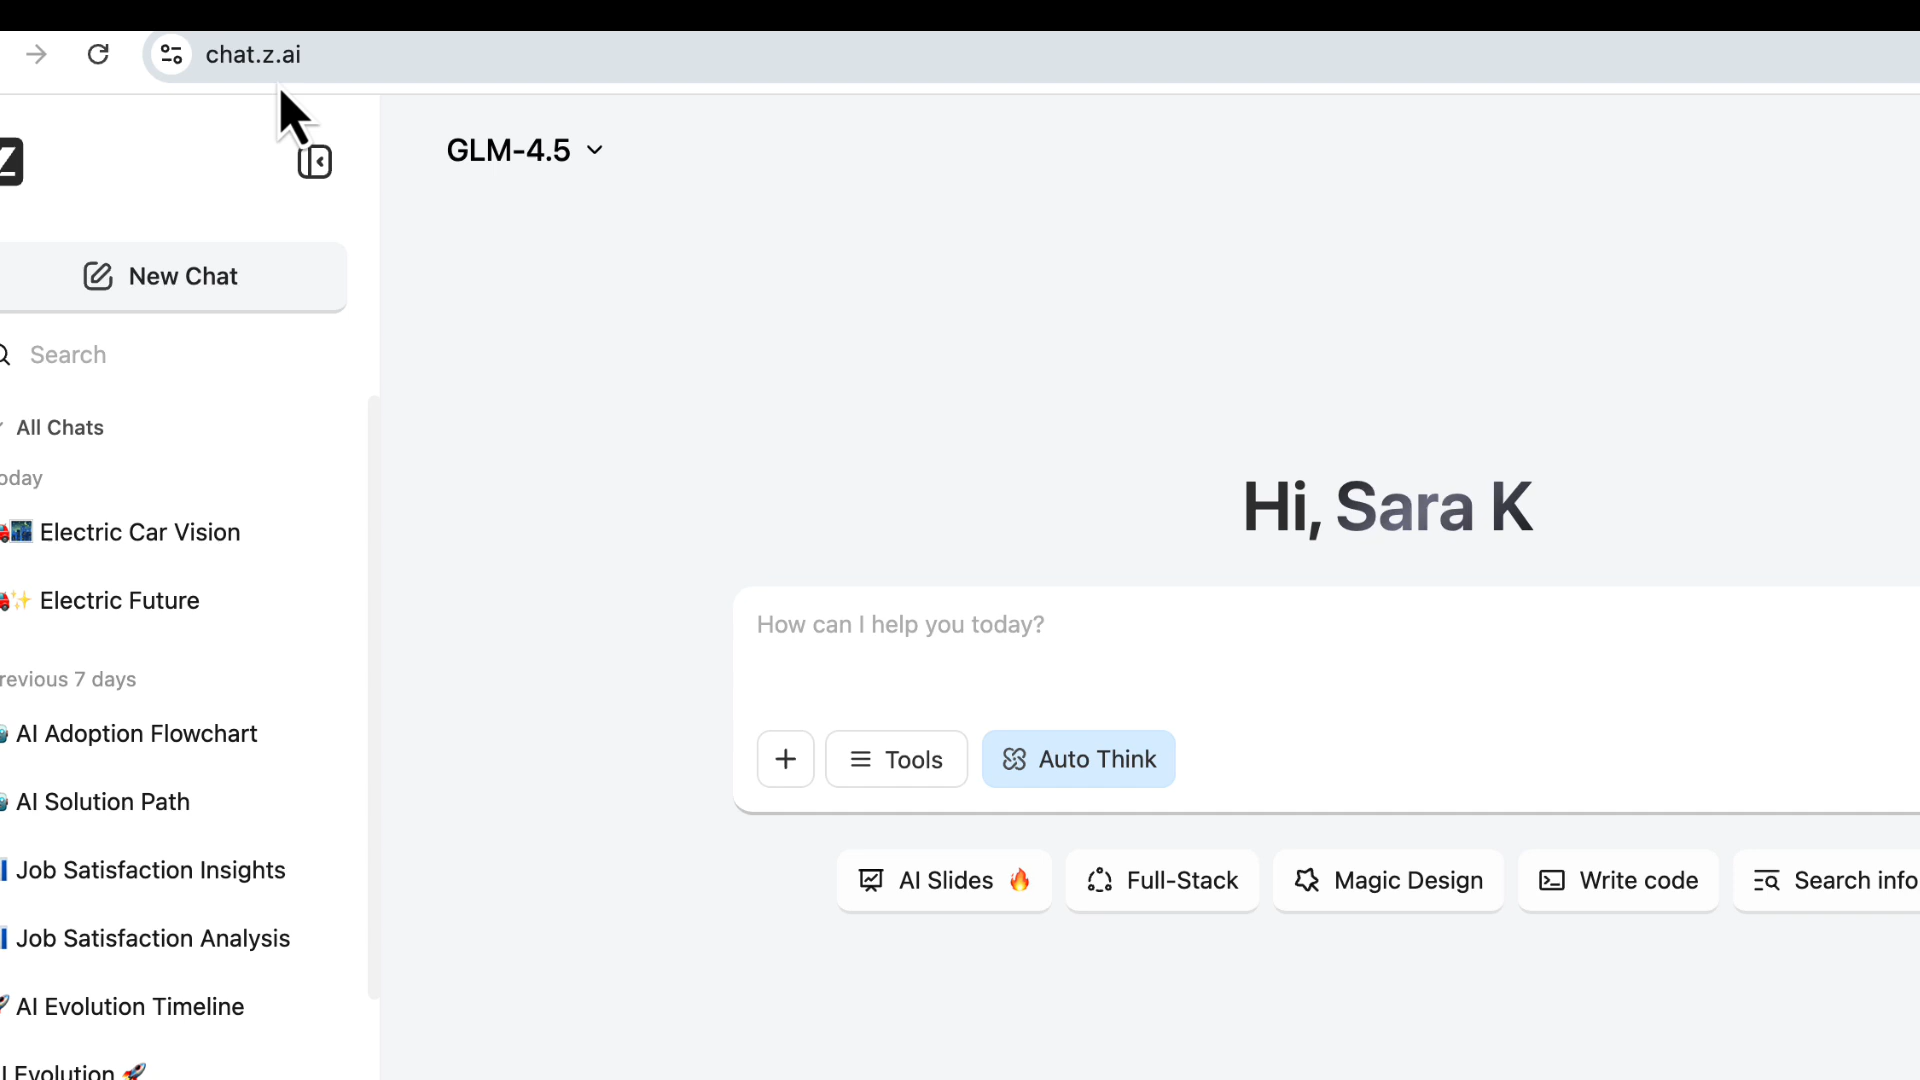 chat.z.ai
GLM-4.5
New Chat
Search
All Chats
oday
Electric Car Vision
Electric Future
revious 7 days
AI Adoption Flowchart
AI Solution Path
Job Satisfaction Insights
Job Satisfaction Analysis
AI Evolution Timeline
I Evolution
Hi, Sara K
How can I help you today?
Tools
Auto Think
AI Slides
Full-Stack
Magic Design
Write code
Search info